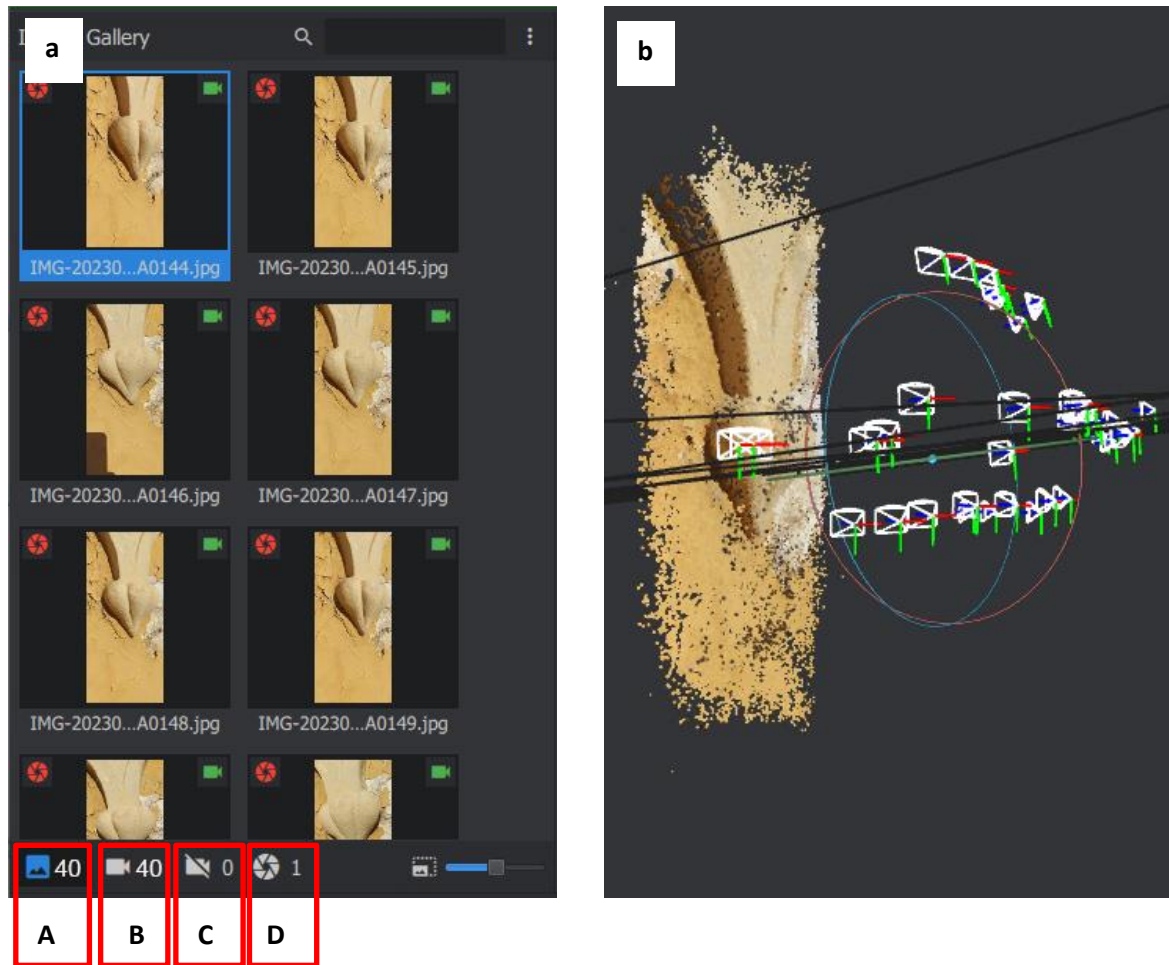 a
Gallery
b
IMG-20230...A0144.jpg
IMG-20230...A0145.jpg
IMG-20230...A0146.jpg
IMG-20230...A0147.jpg
IMG-20230...A0148.jpg
IMG-20230...A0149.jpg
40
40
0
1
A
B
C
D